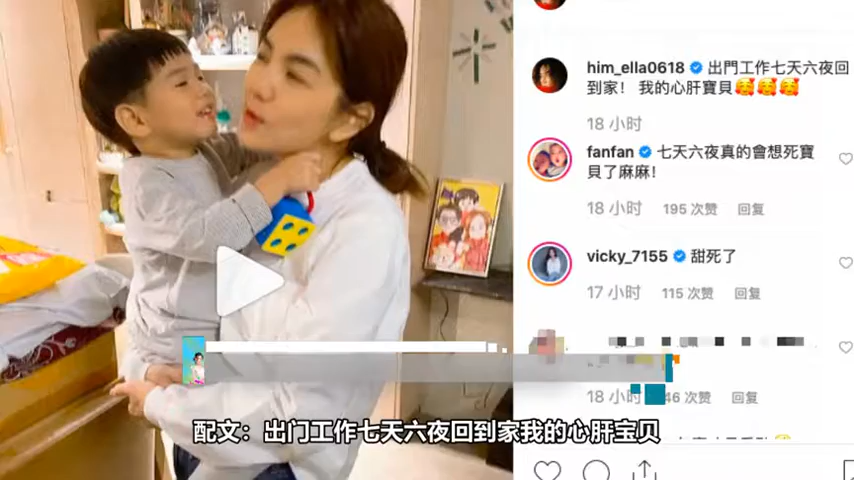 him_ella0618 出門工作七天六夜回
到家！ 我的心肝寶貝🥰🥰🥰
18 小时
fanfan 七天六夜真的會想死寶
貝了麻麻！
18 小时 195 次赞 回复
vicky_7155 甜死了
17 小时 115 次赞 回复
18 小时 46 次赞 回复
配文：出门工作七天六夜回到家我的心肝宝贝